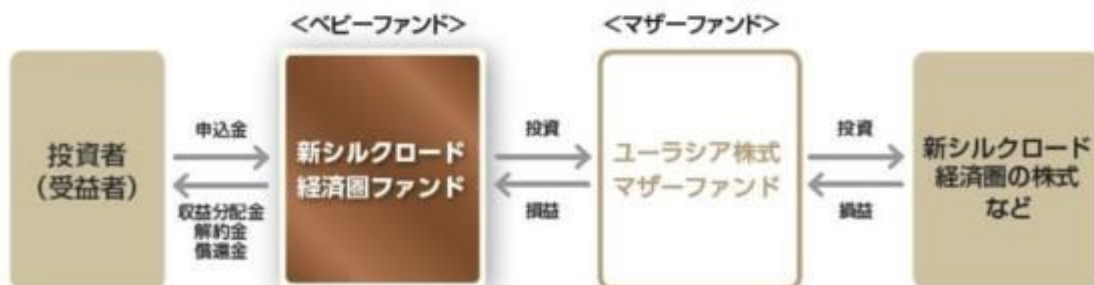 <ベビーファンド>
<マザーファンド>
投資者
(受益者)
申込金
収益分配金
解約金
償還金
新シルクロード
経済圏ファンド
投資
損益
ユーラシア株式
マザーファンド
投資
損益
新シルクロード
経済圏の株式
など